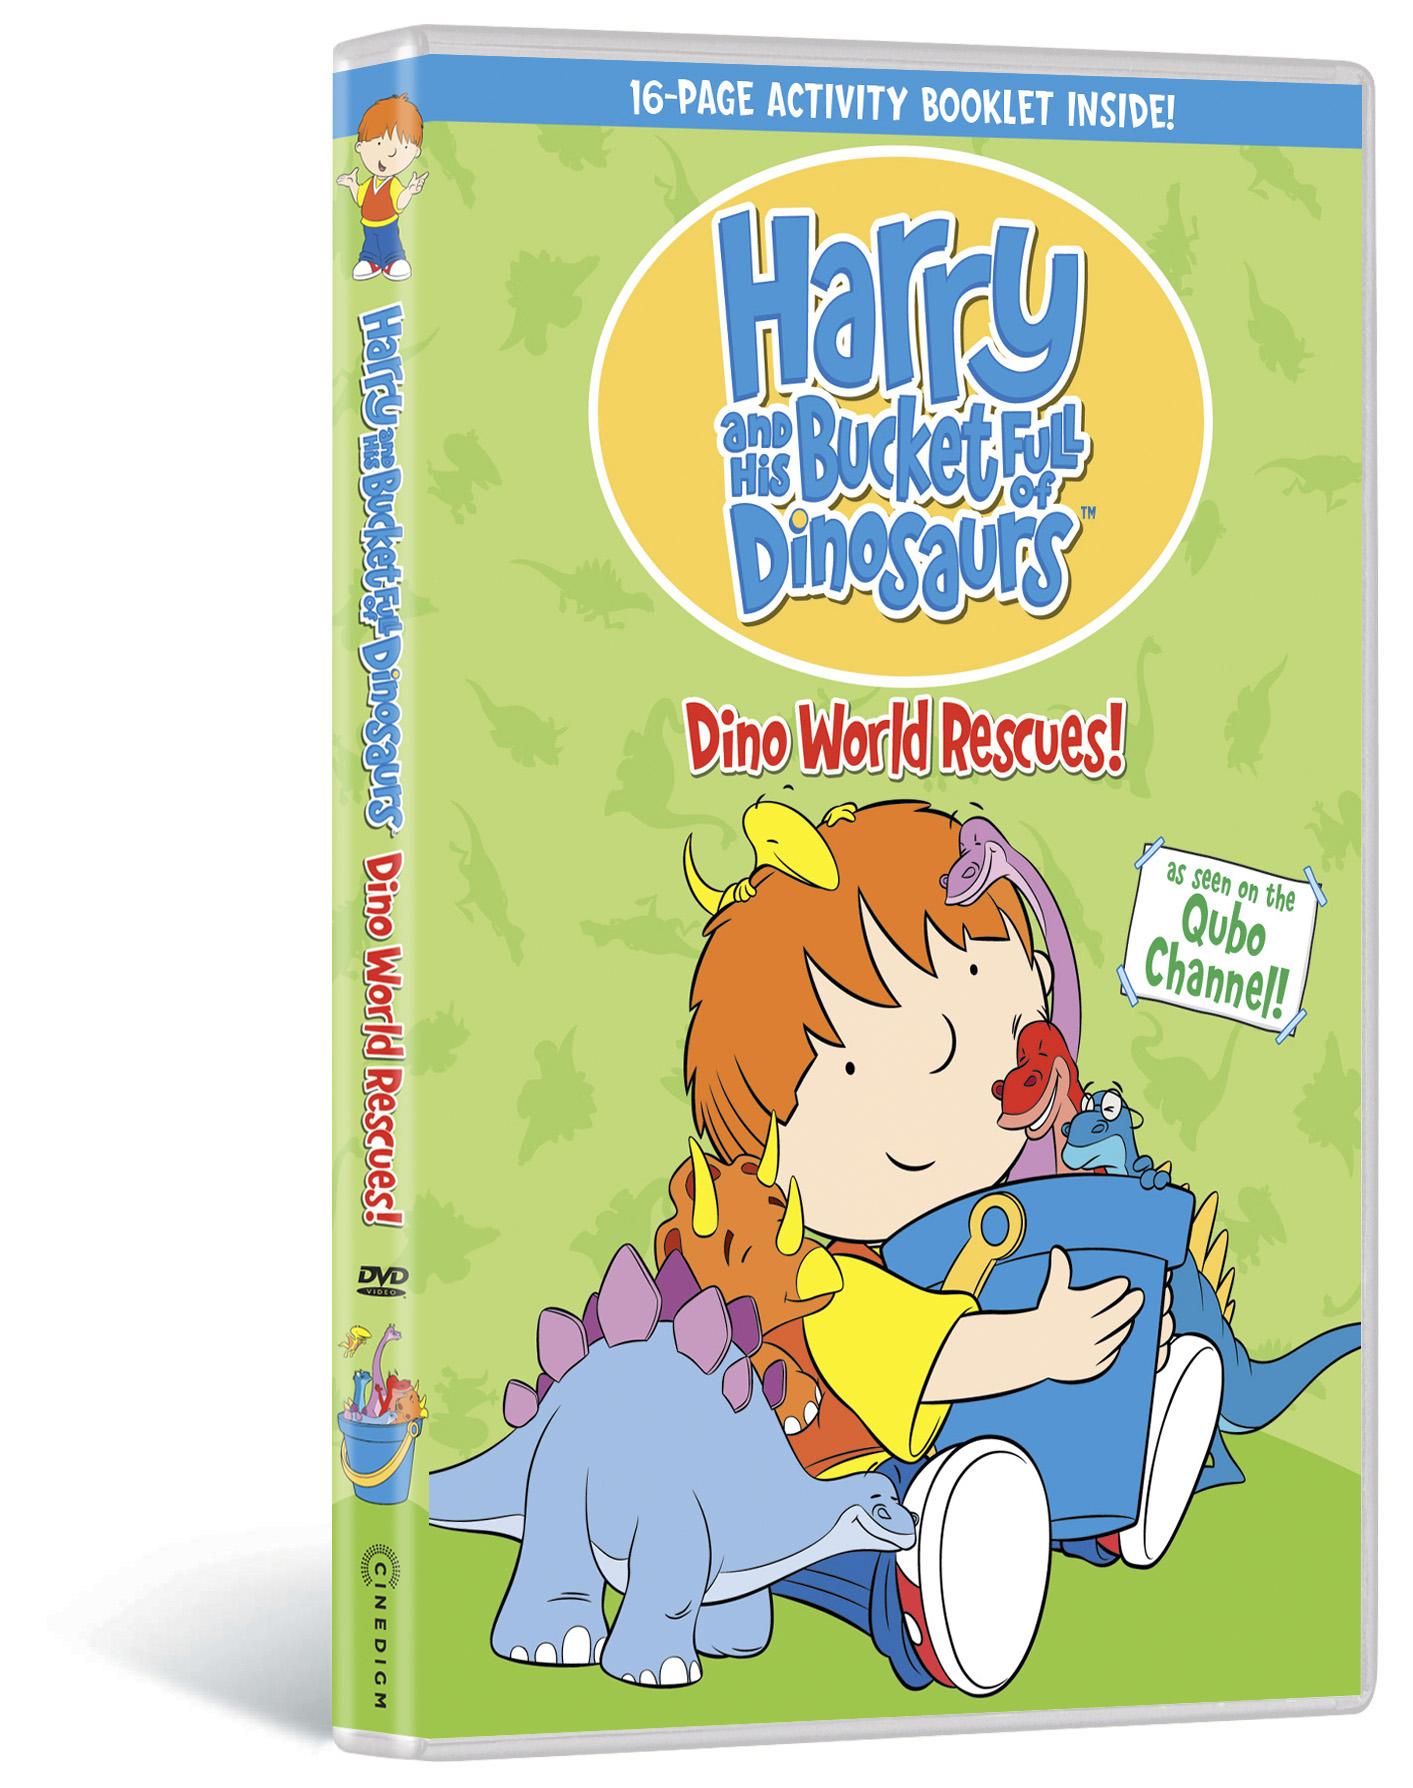 16-PAGE ACTIVITY BOOKLET INSIDE!
Harry
and His Bucket Full of
Dinosaurs™
Dino World Rescues!
as seen on the
Qubo
Channel!
Harry and His Bucket Full of Dinosaurs™ Dino World Rescues!
DVD
VIDEO
CINEDIGM